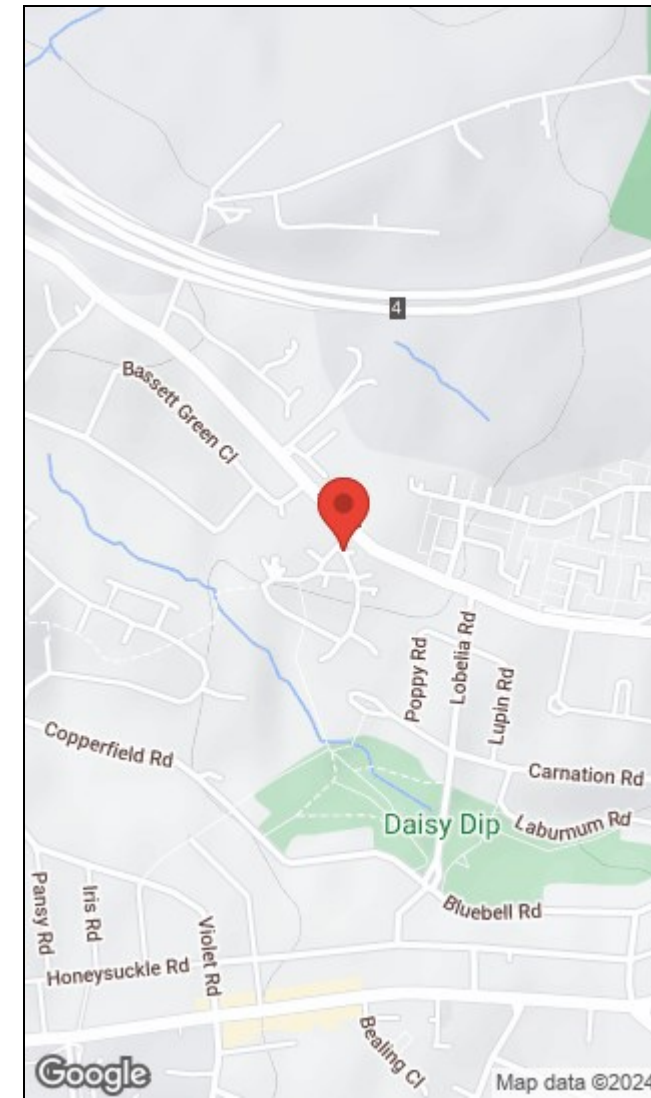 4
Bassett Green Cl
Poppy Rd
Lobelia Rd
Lupin Rd
Copperfield Rd
Carnation Rd
Daisy Dip
Laburnum Rd
Pansy Rd
Iris Rd
Violet Rd
Bluebell Rd
Honeysuckle Rd
Bealing Cl
Google
Map data ©2024